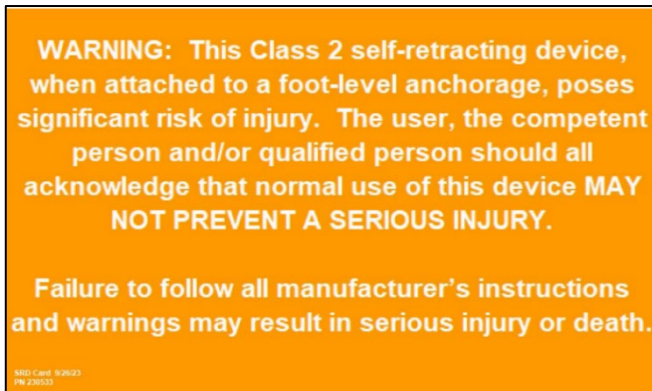 WARNING:  This Class 2 self-retracting device,
when attached to a foot-level anchorage, poses
significant risk of injury.  The user, the competent
person and/or qualified person should all
acknowledge that normal use of this device MAY
NOT PREVENT A SERIOUS INJURY.
Failure to follow all manufacturer's instructions
and warnings may result in serious injury or death.
SRD Card  9/26/23
PN 230533